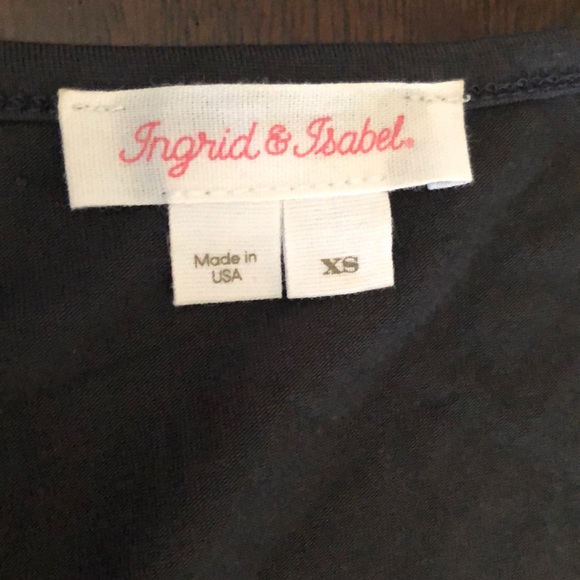 Ingrid & Isabel®
Made in
USA
XS